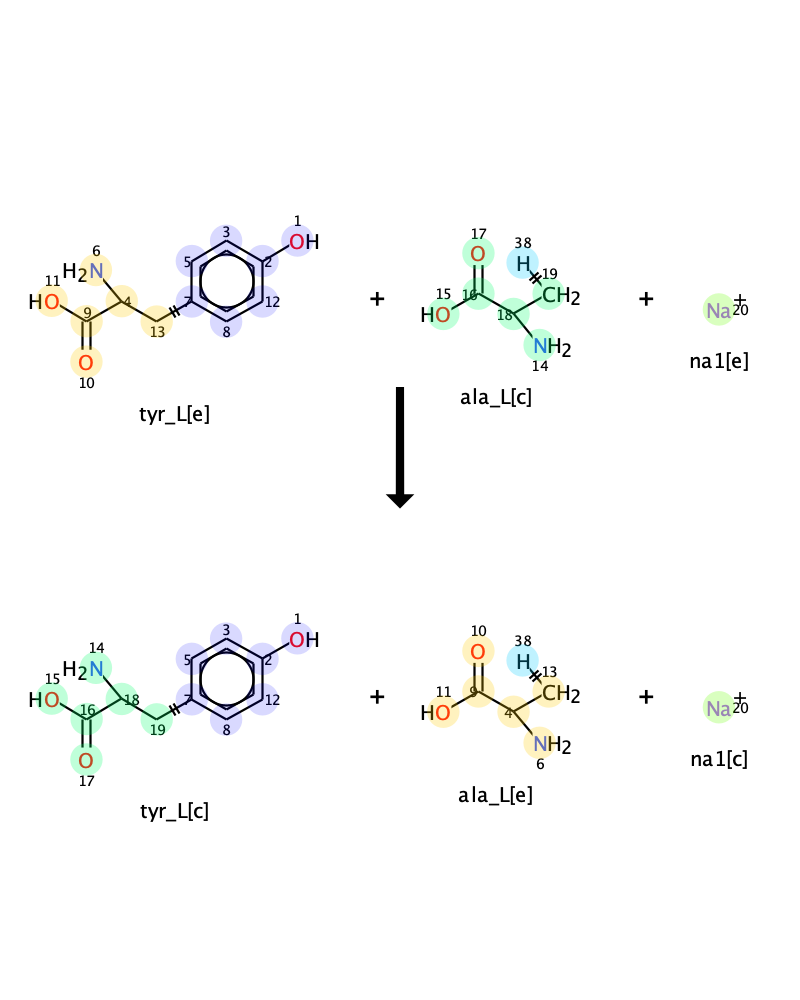 1
3
OH
6
5
2
H2N
11
HO
9
4
7
12
8
13
O
10
tyr_L[e]
+
17
38
O
H
19
15
16
CH2
HO
18
NH2
14
ala_L[c]
+
Na+
20
na1[e]
1
3
OH
14
5
2
H2N
15
HO
16
18
7
12
8
19
O
17
tyr_L[c]
+
10
38
O
H
13
11
9
CH2
HO
4
NH2
6
ala_L[e]
+
Na+
20
na1[c]